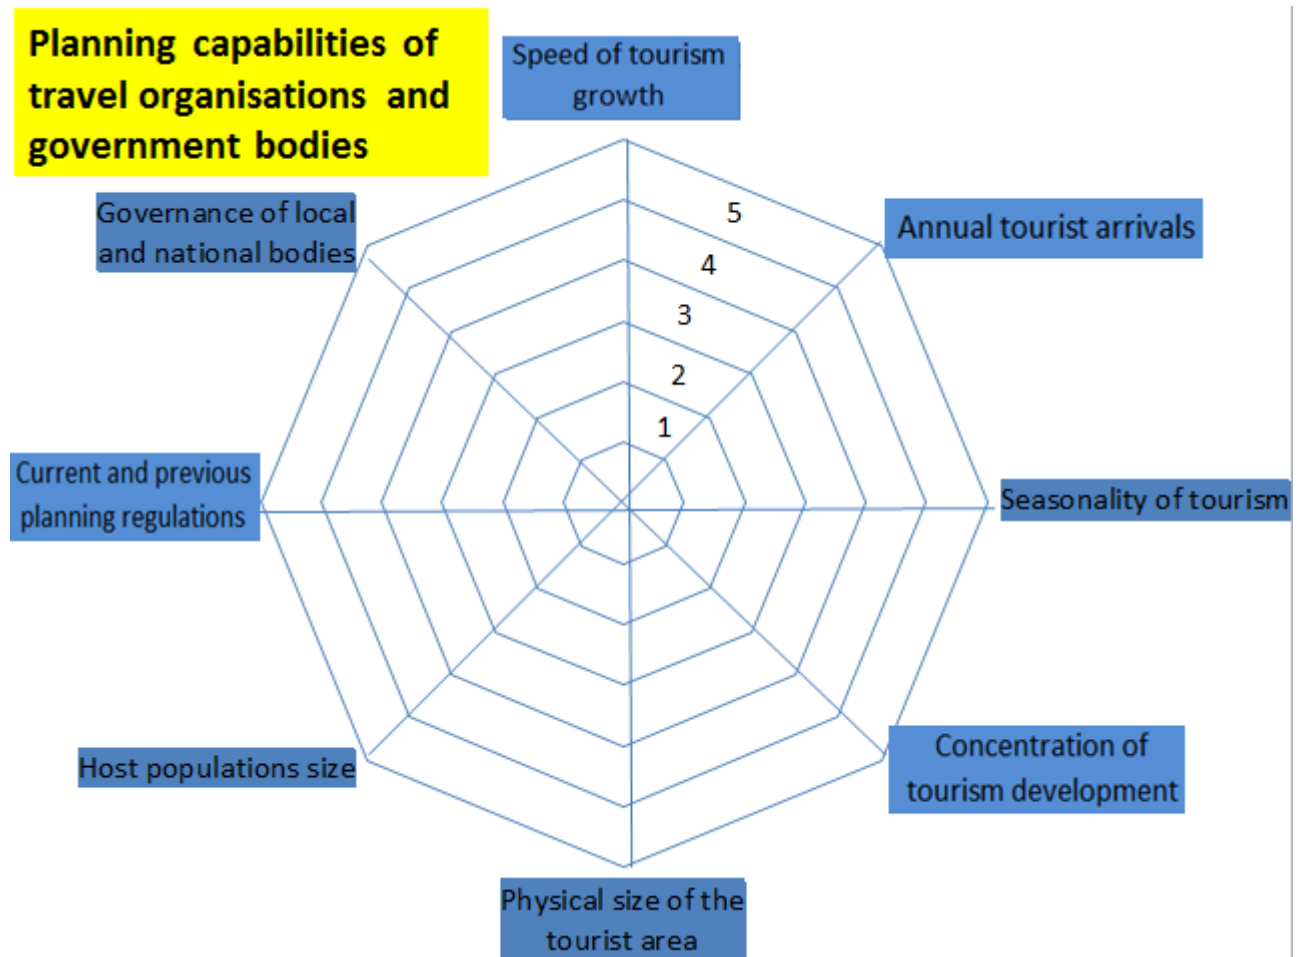 Planning capabilities of
travel organisations and
government bodies
Speed of tourism
growth
Governance of local
and national bodies
5
Annual tourist arrivals
4
3
2
1
Current and previous
planning regulations
Seasonality of tourism
Host populations size
Concentration of
tourism development
Physical size of the
tourist area